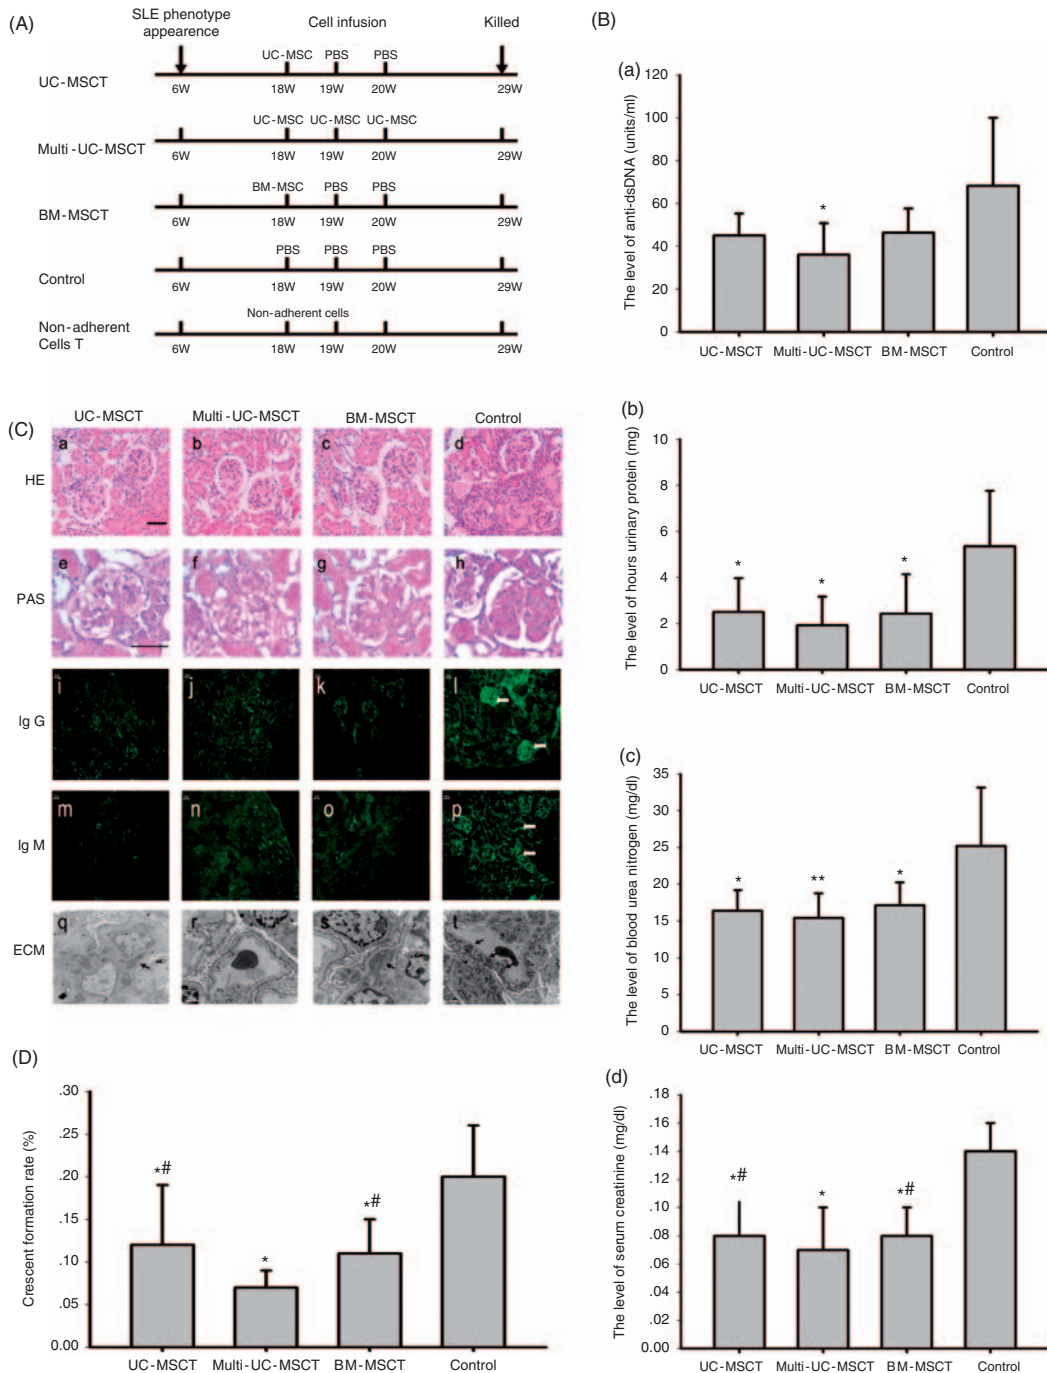 (A)
SLE phenotype
appearence
Cell infusion
Killed
UC-MSC PBS PBS
UC-MSCT
6W 18W 19W 20W 29W
UC-MSC UC-MSC UC-MSC
Multi-UC-MSCT
6W 18W 19W 20W 29W
BM-MSC PBS PBS
BM-MSCT
6W 18W 19W 20W 29W
PBS PBS PBS
Control
6W 18W 19W 20W 29W
Non-adherent cells
Non-adherent
Cells T
6W 18W 19W 20W 29W
(B)
(a)
The level of anti-dsDNA (units/ml)
120
100
80
60
40
20
0
*
UC-MSCT Multi-UC-MSCT BM-MSCT Control
(b)
The level of hours urinary protein (mg)
10
8
6
4
2
0
* * *
UC-MSCT Multi-UC-MSCT BM-MSCT Control
(c)
The level of blood urea nitrogen (mg/dl)
35
30
25
20
15
10
5
0
* ** *
UC-MSCT Multi-UC-MSCT BM-MSCT Control
(d)
The level of serum creatinine (mg/dl)
.18
.16
.14
.12
.10
.08
.06
.04
.02
0.00
*# * *#
UC-MSCT Multi-UC-MSCT BM-MSCT Control
(C)
UC-MSCT Multi-UC-MSCT BM-MSCT Control
HE
a b c d
PAS
e f g h
Ig G
i j k l
Ig M
m n o p
ECM
q r s t
(D)
Crescent formation rate (%)
.30
.25
.20
.15
.10
.05
0.00
*# * *#
UC-MSCT Multi-UC-MSCT BM-MSCT Control